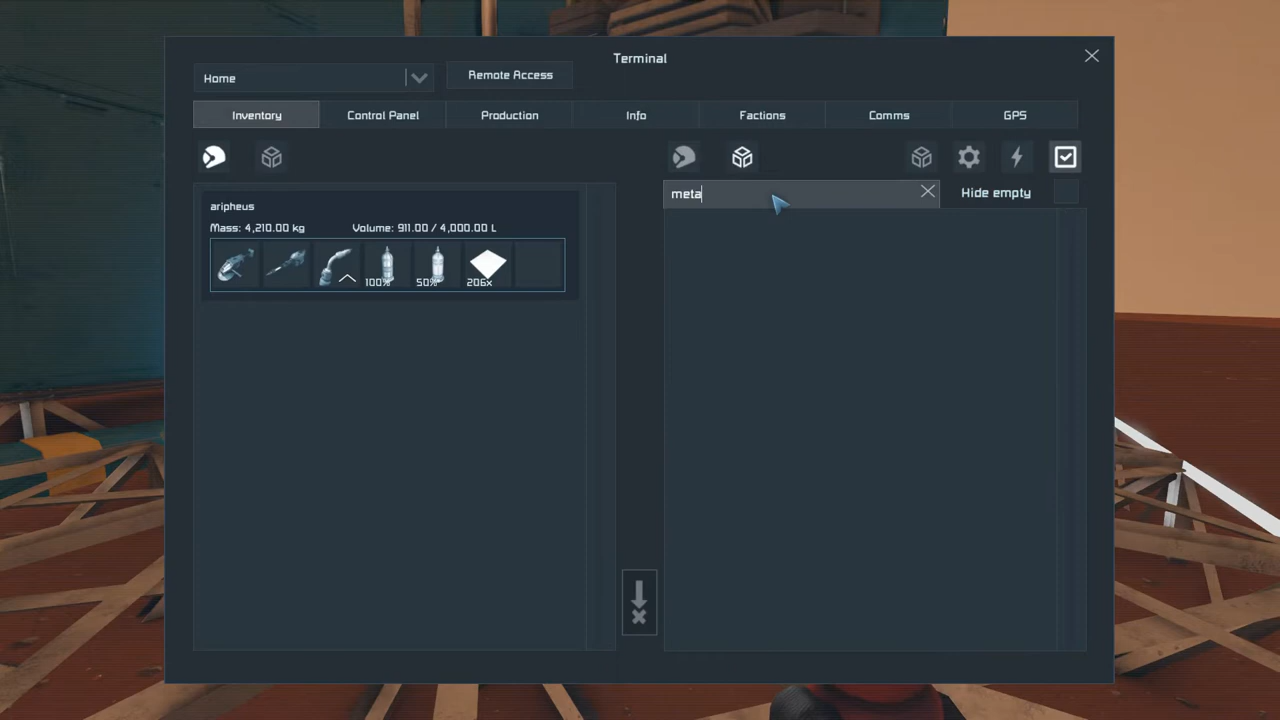 Terminal
Home
Remote Access
Inventory
Control Panel
Production
Info
Factions
Comms
GPS
meta
Hide empty
aripheus
Mass: 4,210.00 kg
Volume: 911.00 / 4,000.00 L
100%
50%
206x